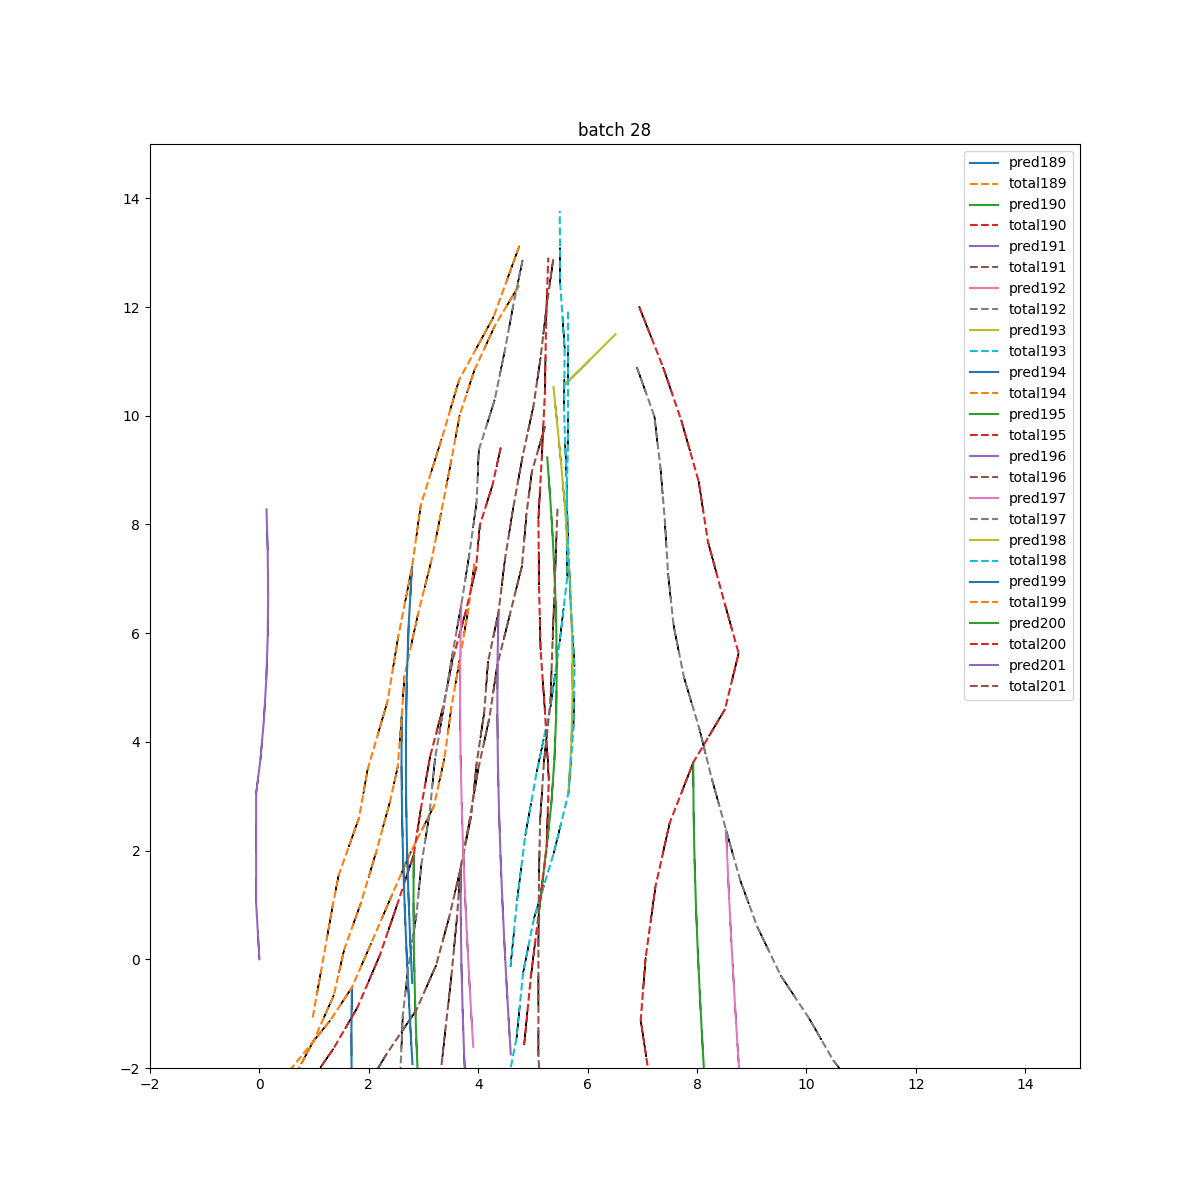 batch 28
pred189
total189
pred190
total190
pred191
total191
pred192
total192
pred193
total193
pred194
total194
pred195
total195
pred196
total196
pred197
total197
pred198
total198
pred199
total199
pred200
total200
pred201
total201
14
12
10
8
6
4
2
0
−2
−2 0 2 4 6 8 10 12 14